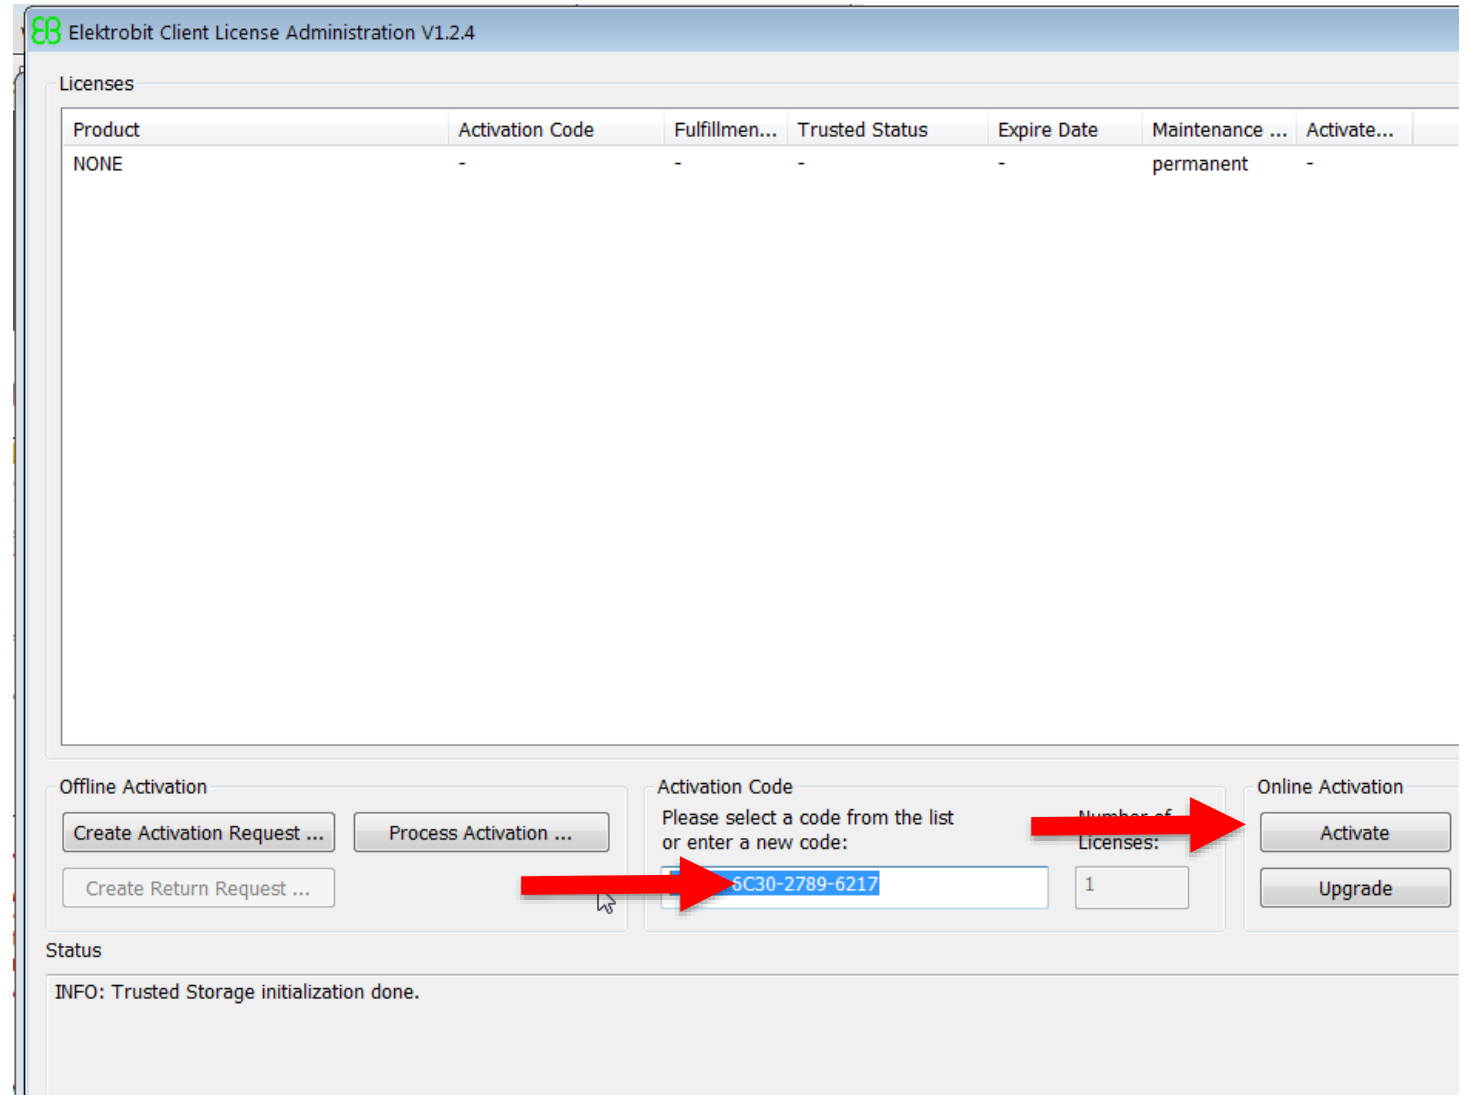 EB Elektrobit Client License Administration V1.2.4
Licenses
Product Activation Code Fulfillmen... Trusted Status Expire Date Maintenance ... Activate...
NONE - - - - permanent -
Offline Activation
Create Activation Request ... Process Activation ...
Create Return Request ...
Activation Code
Please select a code from the list
or enter a new code:
6C30-2789-6217
Number of
Licenses:
1
Online Activation
Activate
Upgrade
Status
INFO: Trusted Storage initialization done.